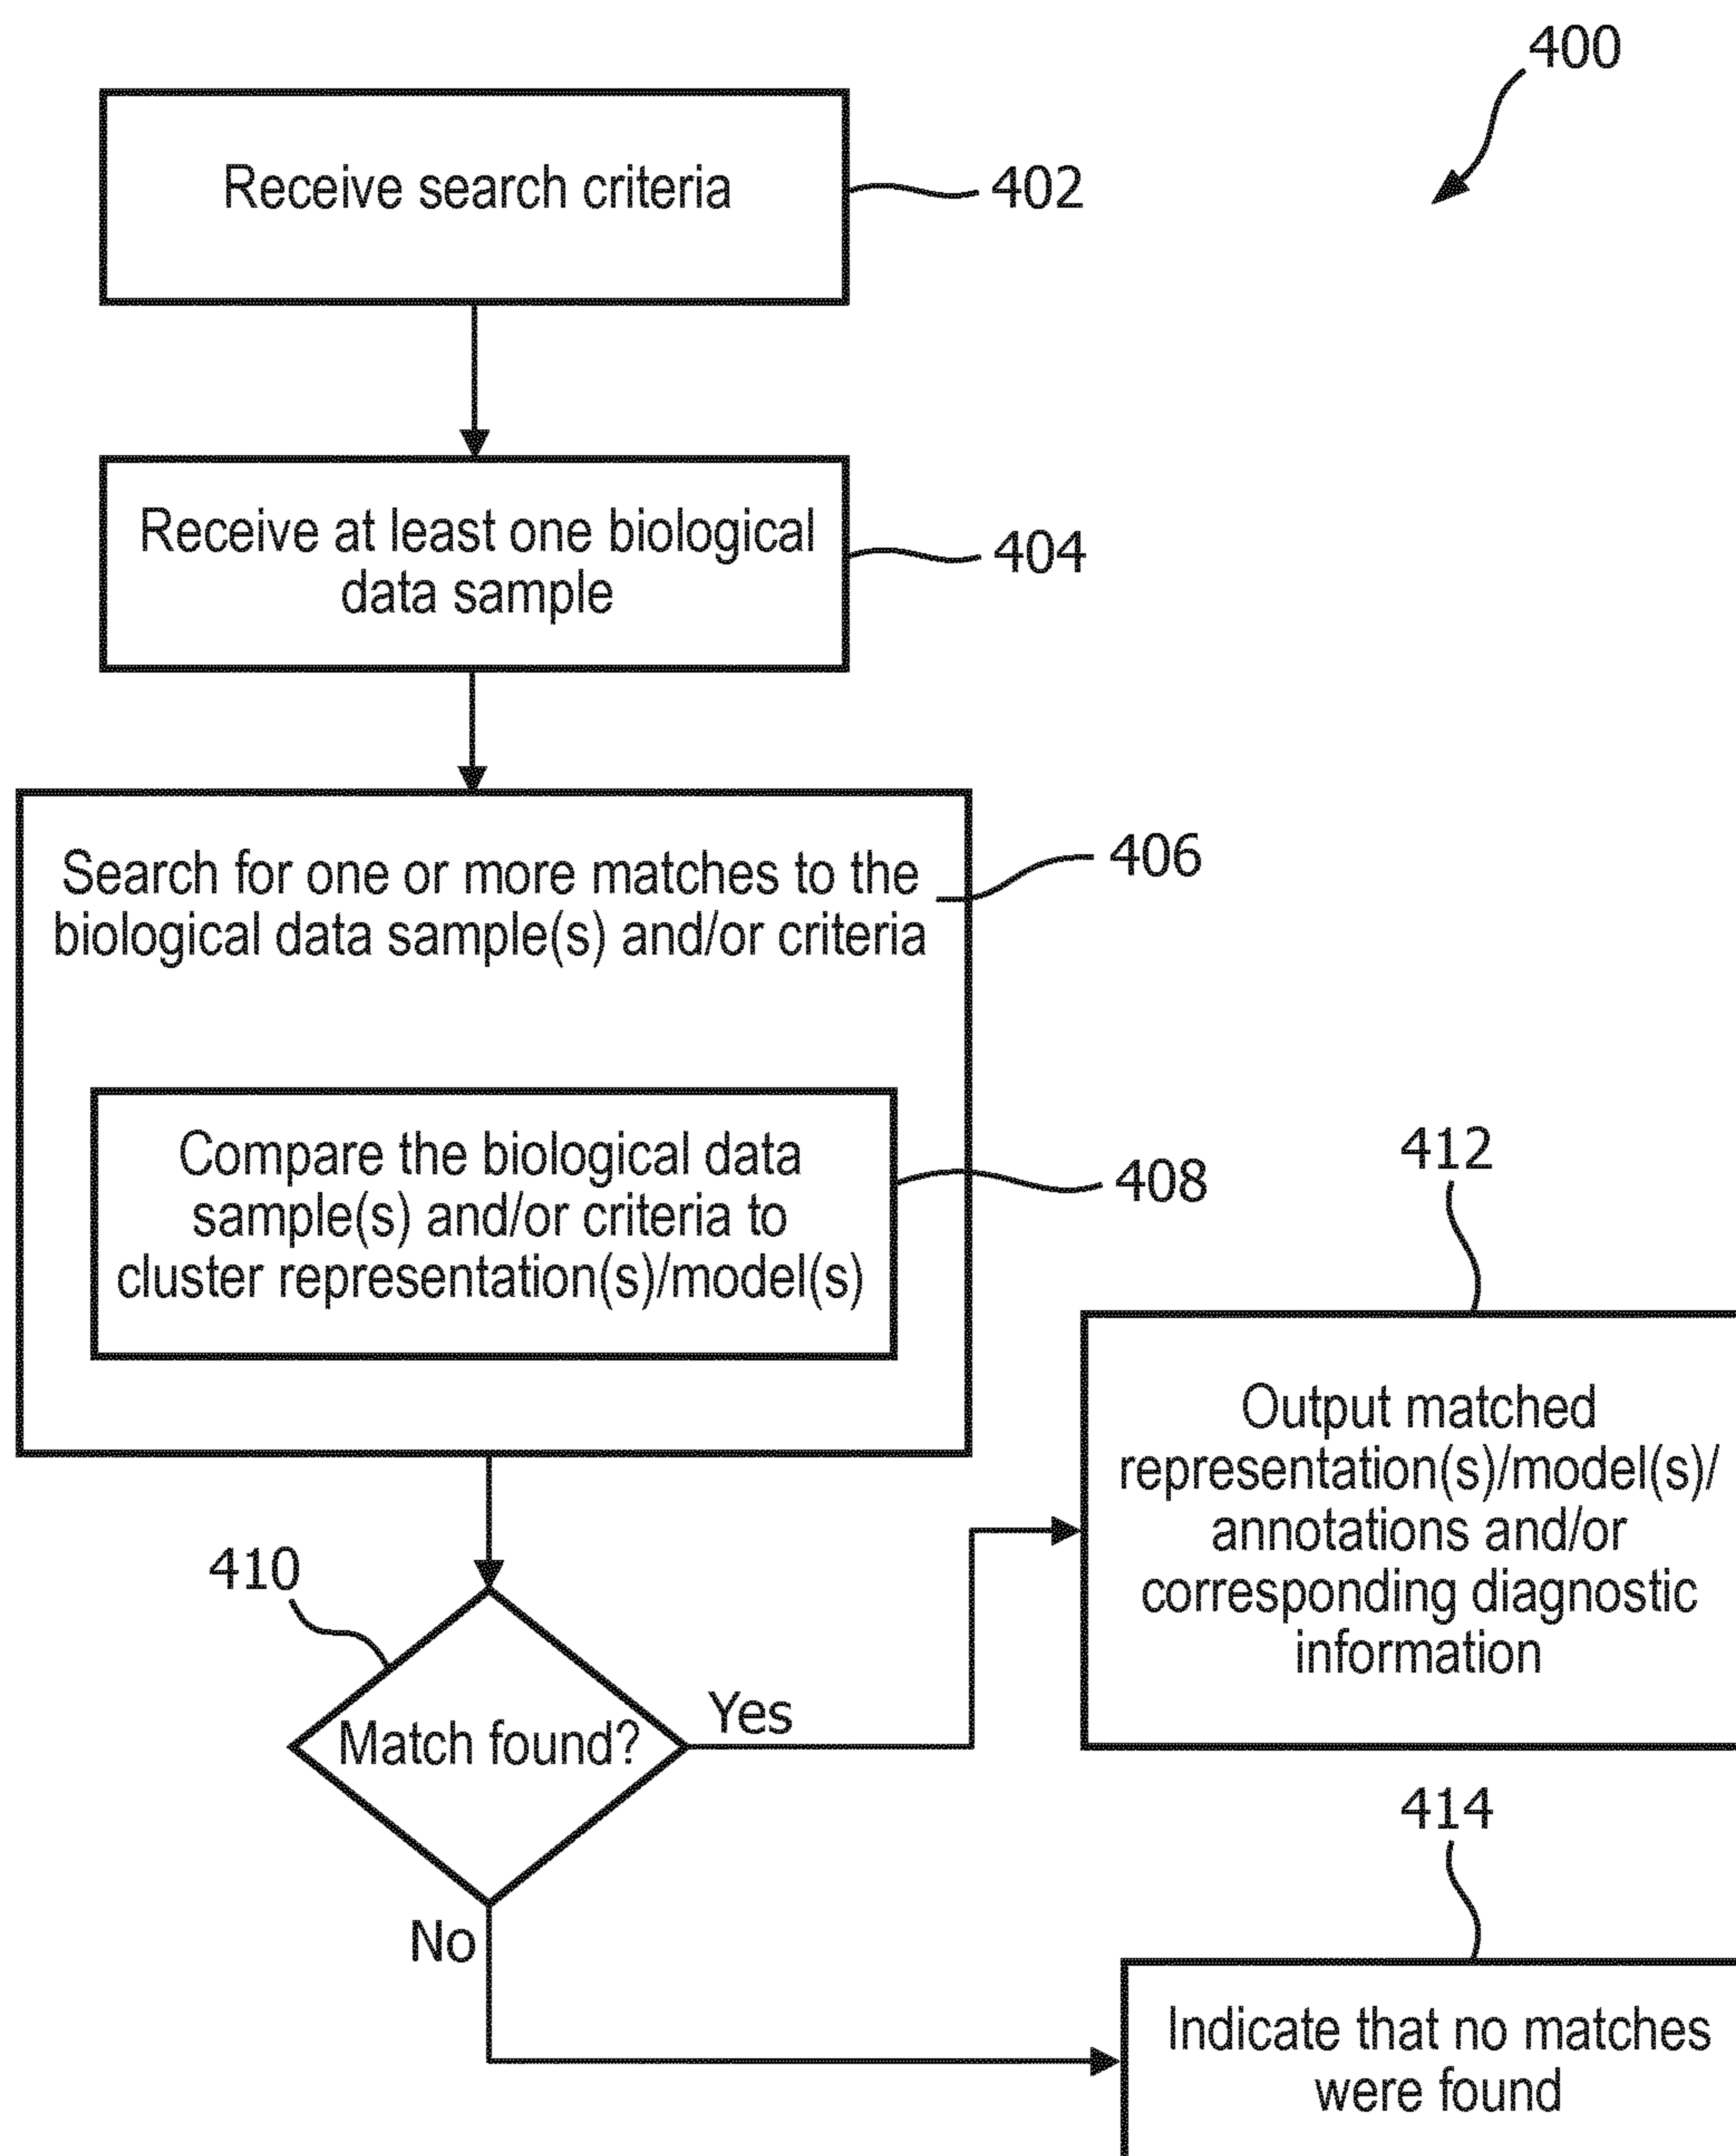 400
Receive search criteria
402
Receive at least one biological
data sample
404
Search for one or more matches to the
biological data sample(s) and/or criteria
406
Compare the biological data
sample(s) and/or criteria to
cluster representation(s)/model(s)
408
410
Match found?
Yes
No
412
Output matched
representation(s)/model(s)/
annotations and/or
corresponding diagnostic
information
414
Indicate that no matches
were found